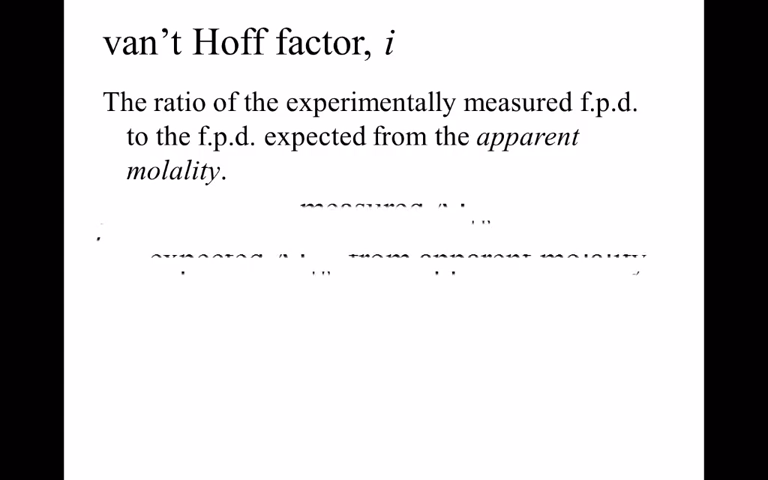 van't Hoff factor, i
The ratio of the experimentally measured f.p.d.
to the f.p.d. expected from the apparent
molality.